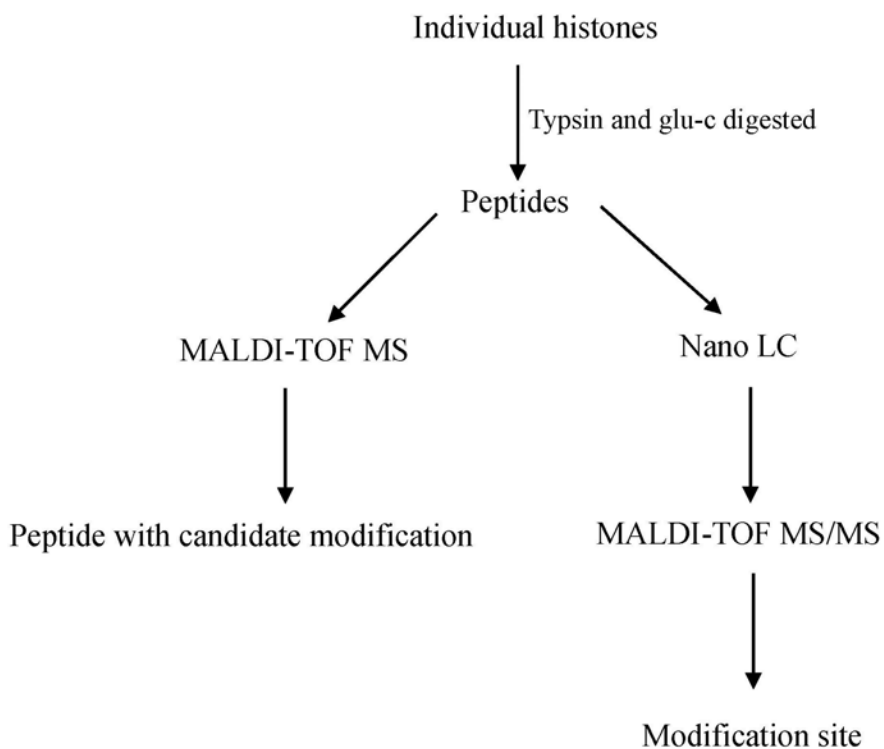 Individual histones
Typsin and glu-c digested
Peptides
MALDI-TOF MS
Nano LC
Peptide with candidate modification
MALDI-TOF MS/MS
Modification site